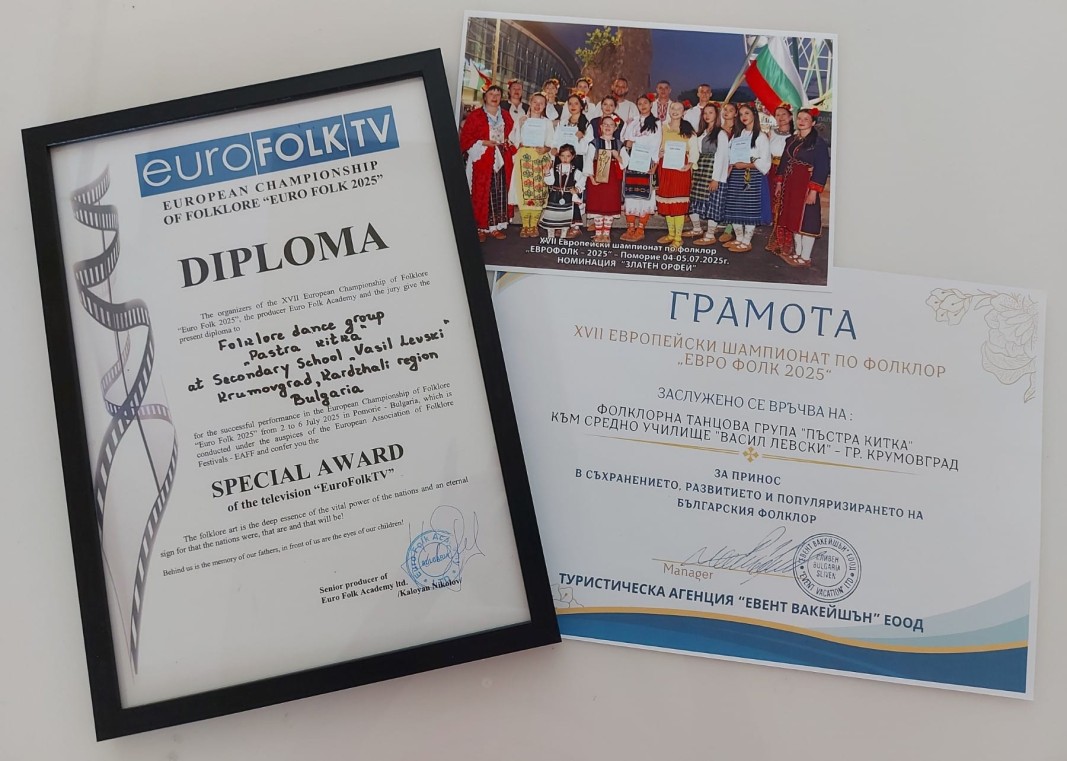 euroFOLKTV
EUROPEAN CHAMPIONSHIP
OF FOLKLORE "EURO FOLK 2025"
DIPLOMA
The organizers of the XVII European Championship of Folklore
"Euro Folk 2025", the producer Euro Folk Academy and the jury give the
present diploma to
Folklore dance group
"Pastra kitka"
at Secondary School "Vasil Levski"
Krumovgrad, Kardzhali region
Bulgaria
for the successful performance in the European Championship of Folklore
"Euro Folk 2025" from 2 to 6 July 2025 in Pomorie - Bulgaria, which is
conducted under the auspices of the European Association of Folklore
Festivals - EAFF and confer you the
SPECIAL AWARD
of the television "EuroFolkTV"
The folklore art is the deep essence of the vital power of the nations and an eternal
sign for that the nations were, that are and that will be!
Behind us is the memory of our fathers, in front of us are the eyes of our children!
Senior producer of
Euro Folk Academy ltd.
/Kaloyan Nikolov/
XVII Европейски шампионат по фолклор
„ЕВРОФОЛК - 2025" - Поморие 04-05.07.2025г.
НОМИНАЦИЯ "ЗЛАТЕН ОРФЕЙ"
ГРАМОТА
XVII ЕВРОПЕЙСКИ ШАМПИОНАТ ПО ФОЛКЛОР
„ЕВРО ФОЛК 2025"
ЗАСЛУЖЕНО СЕ ВРЪЧВА НА :
ФОЛКЛОРНА ТАНЦОВА ГРУПА "ПЪСТРА КИТКА"
КЪМ СРЕДНО УЧИЛИЩЕ "ВАСИЛ ЛЕВСКИ" - ГР. КРУМОВГРАД
ЗА ПРИНОС
В СЪХРАНЕНИЕТО, РАЗВИТИЕТО И ПОПУЛЯРИЗИРАНЕТО НА
БЪЛГАРСКИЯ ФОЛКЛОР
Manager
"ЕВЕНТ ВАКЕЙШЪН" ЕООД
СЛИВЕН
BULGARIA
SLIVEN
"EVENT VACATION" LTD
ТУРИСТИЧЕСКА АГЕНЦИЯ "ЕВЕНТ ВАКЕЙШЪН" ЕООД